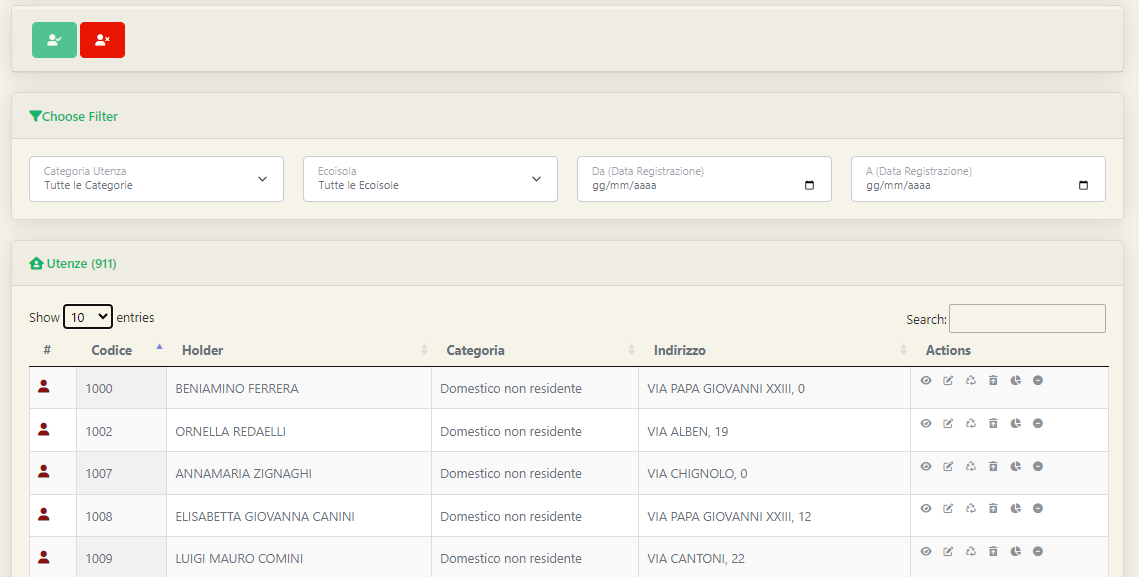 Choose Filter
Categoria Utenza
Tutte le Categorie
Ecoisola
Tutte le Ecoisole
Da (Data Registrazione)
gg/mm/aaaa
A (Data Registrazione)
gg/mm/aaaa
Utenze (911)
Show 10 entries
Search:
# Codice Holder Categoria Indirizzo Actions
1000 BENIAMINO FERRERA Domestico non residente VIA PAPA GIOVANNI XXIII, 0
1002 ORNELLA REDAELLI Domestico non residente VIA ALBEN, 19
1007 ANNAMARIA ZIGNAGHI Domestico non residente VIA CHIGNOLO, 0
1008 ELISABETTA GIOVANNA CANINI Domestico non residente VIA PAPA GIOVANNI XXIII, 12
1009 LUIGI MAURO COMINI Domestico non residente VIA CANTONI, 22